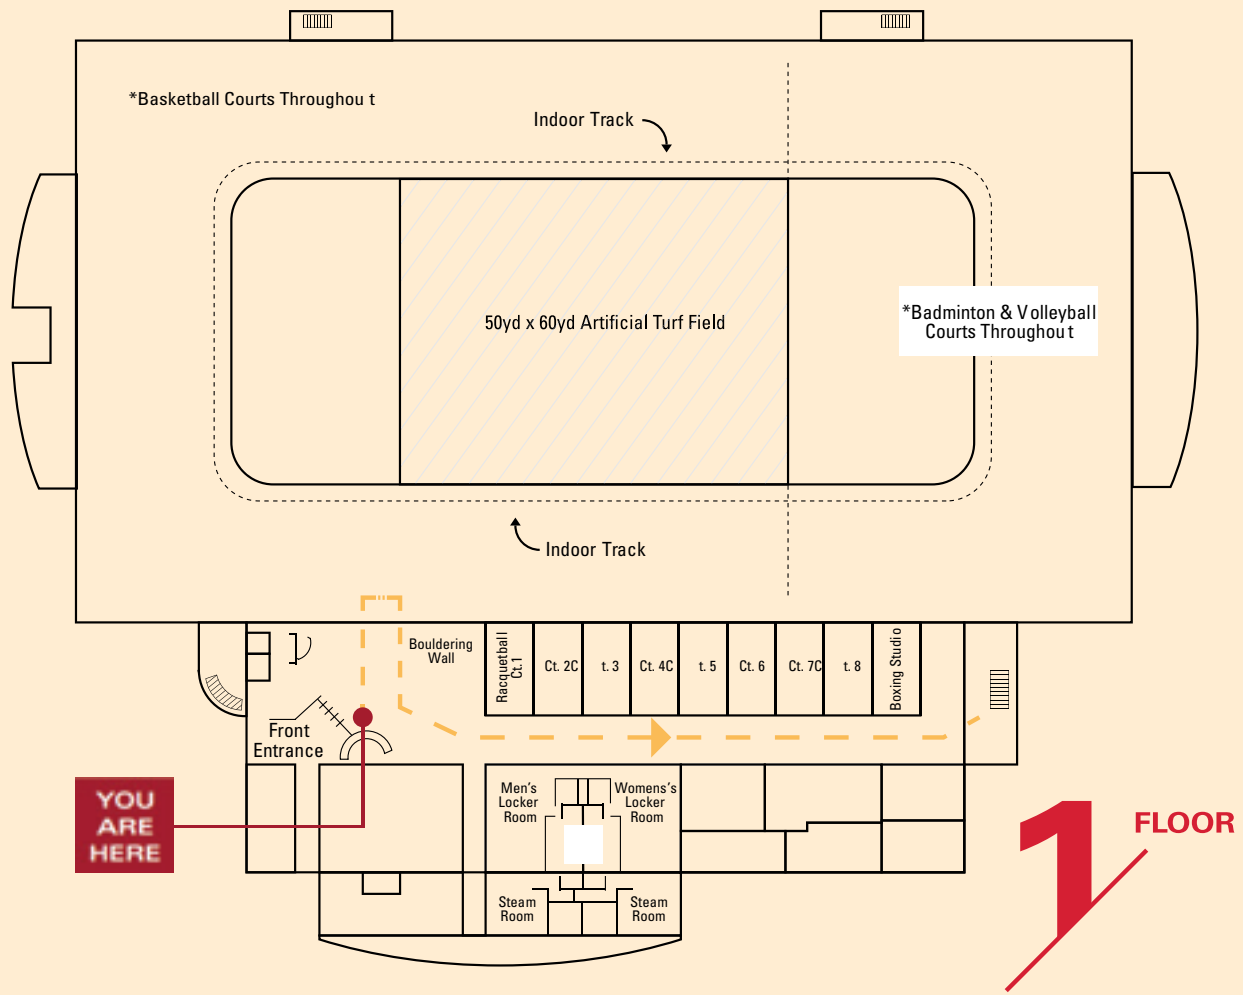 *Basketball Courts Throughou t
Indoor Track
50yd x 60yd Artificial Turf Field
*Badminton & Volleyball
Courts Throughout
Indoor Track
Bouldering
Wall
Racquetball
Ct.1
Ct. 2C
t. 3
Ct. 4C
t. 5
Ct. 6
Ct. 7C
t. 8
Boxing Studio
Front
Entrance
YOU
ARE
HERE
Men's
Locker
Room
Womens's
Locker
Room
Steam
Room
Steam
Room
1
FLOOR